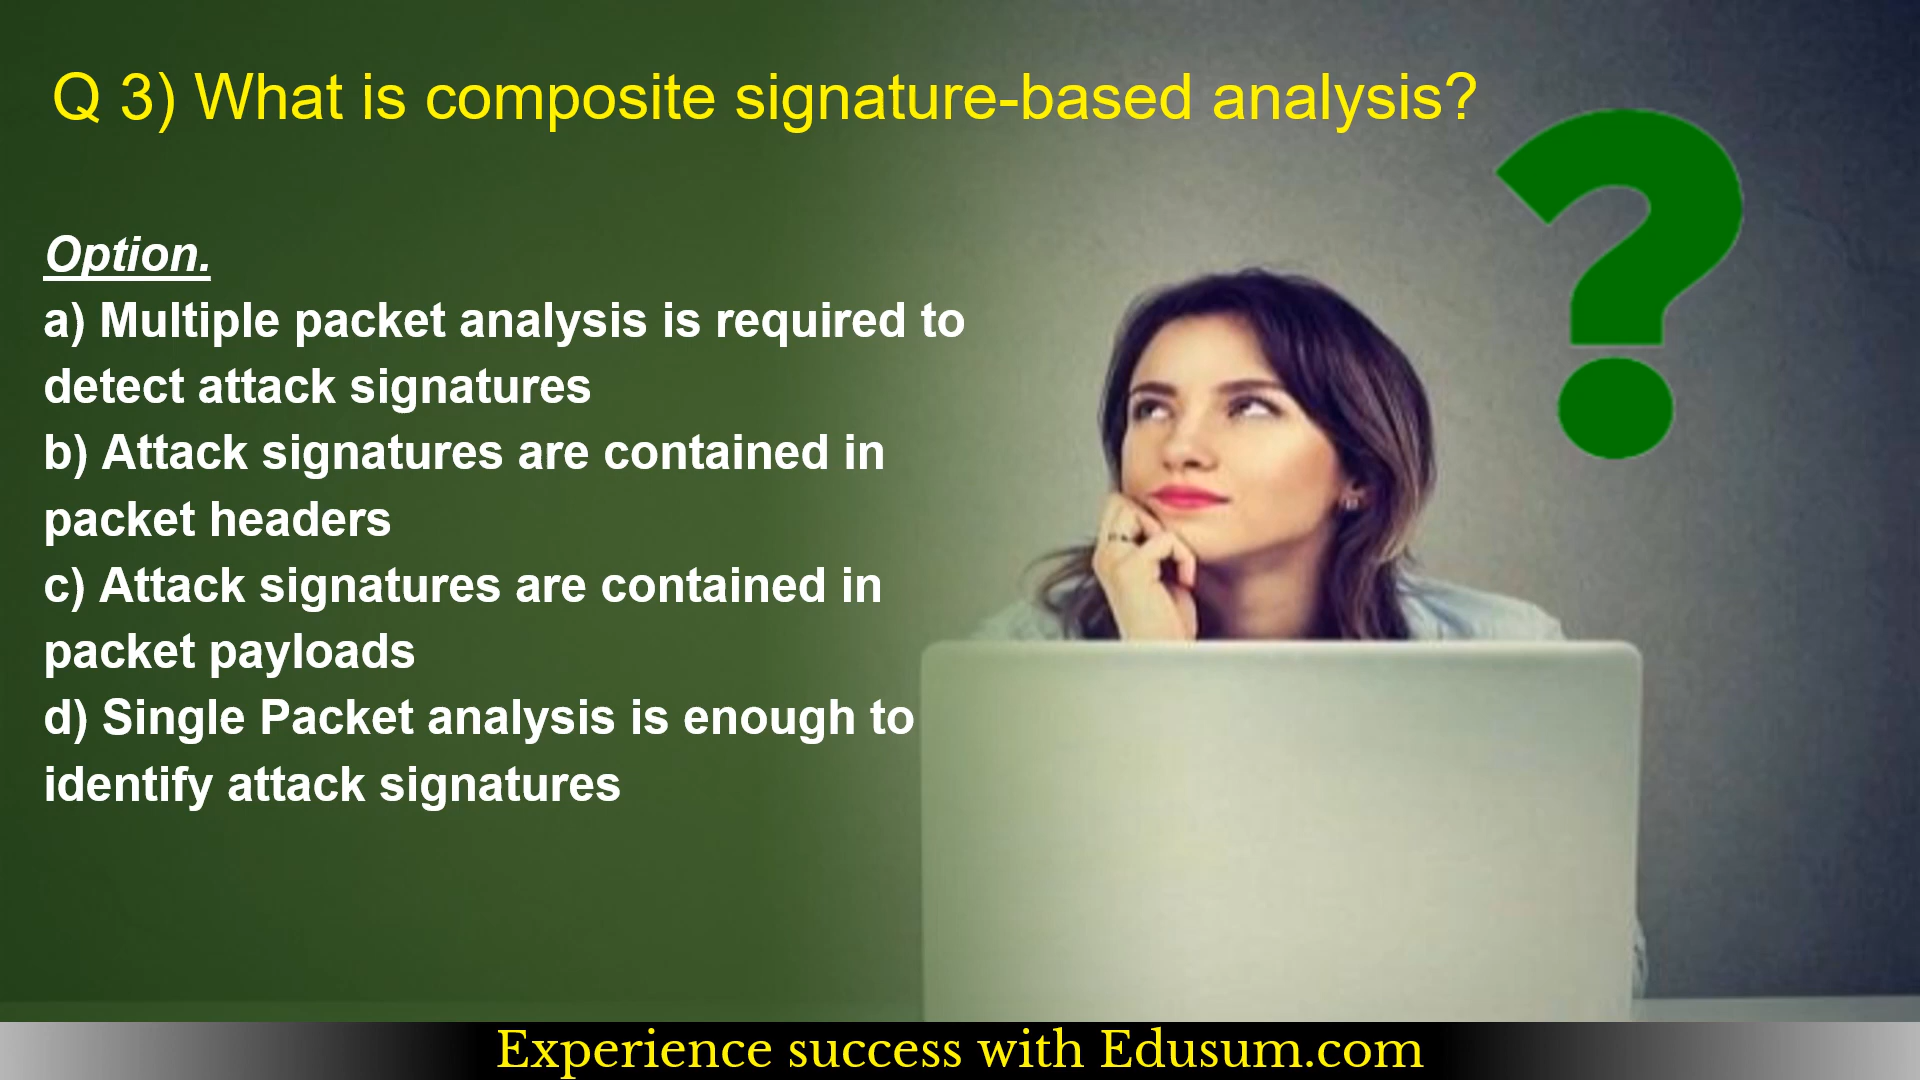 Q 3) What is composite signature-based analysis?
Option.
a) Multiple packet analysis is required to
detect attack signatures
b) Attack signatures are contained in
packet headers
c) Attack signatures are contained in
packet payloads
d) Single Packet analysis is enough to
identify attack signatures
Experience success with Edusum.com